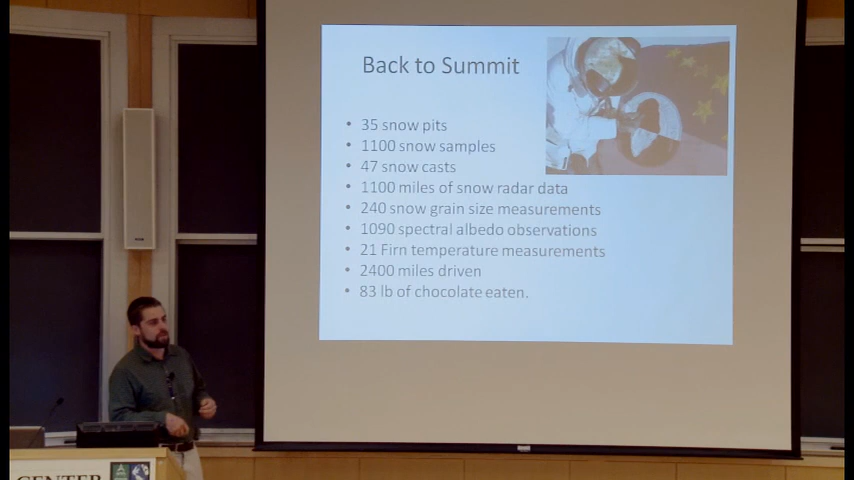 Back to Summit
• 35 snow pits
• 1100 snow samples
• 47 snow casts
• 1100 miles of snow radar data
• 240 snow grain size measurements
• 1090 spectral albedo observations
• 21 Firn temperature measurements
• 2400 miles driven
• 83 lb of chocolate eaten.
CENTER